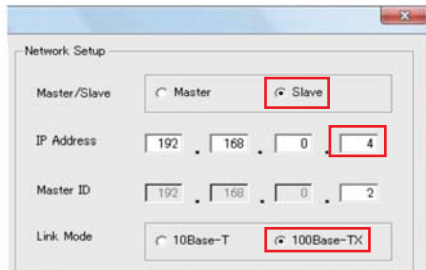 Network Setup
Master/Slave Master Slave
IP Address 192 . 168 . 0 . 4
Master ID 192 . 168 . 0 . 2
Link Mode 10Base-T 100Base-TX